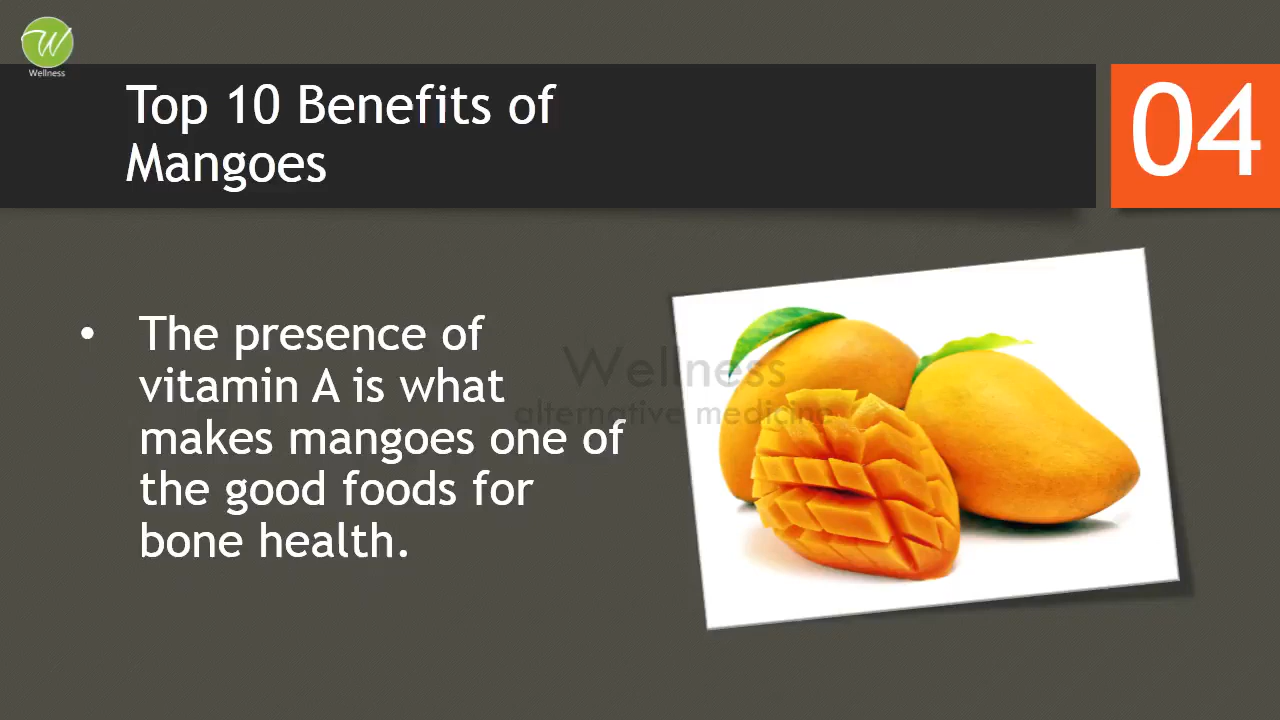 W
Wellness
Top 10 Benefits of
Mangoes
04
• The presence of
vitamin A is what
makes mangoes one of
the good foods for
bone health.
Wellness
alternative medicine